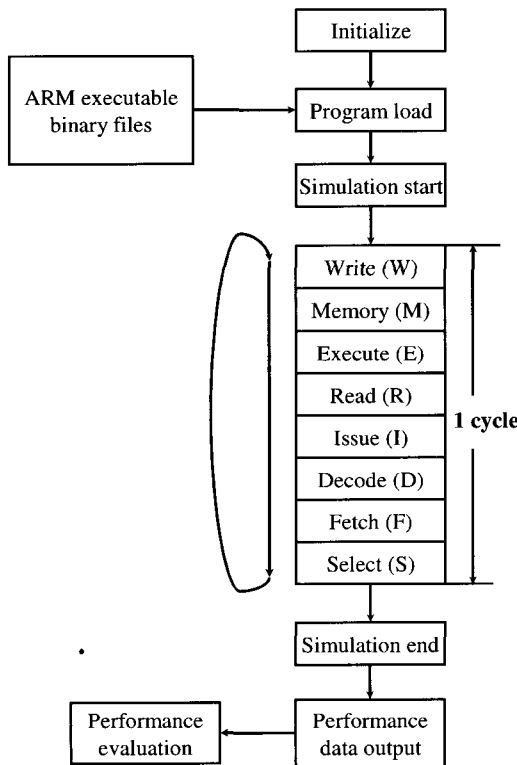 Initialize
ARM executable
binary files
Program load
Simulation start
Write (W)
Memory (M)
Execute (E)
Read (R)
1 cycle
Issue (I)
Decode (D)
Fetch (F)
Select (S)
Simulation end
Performance
evaluation
Performance
data output